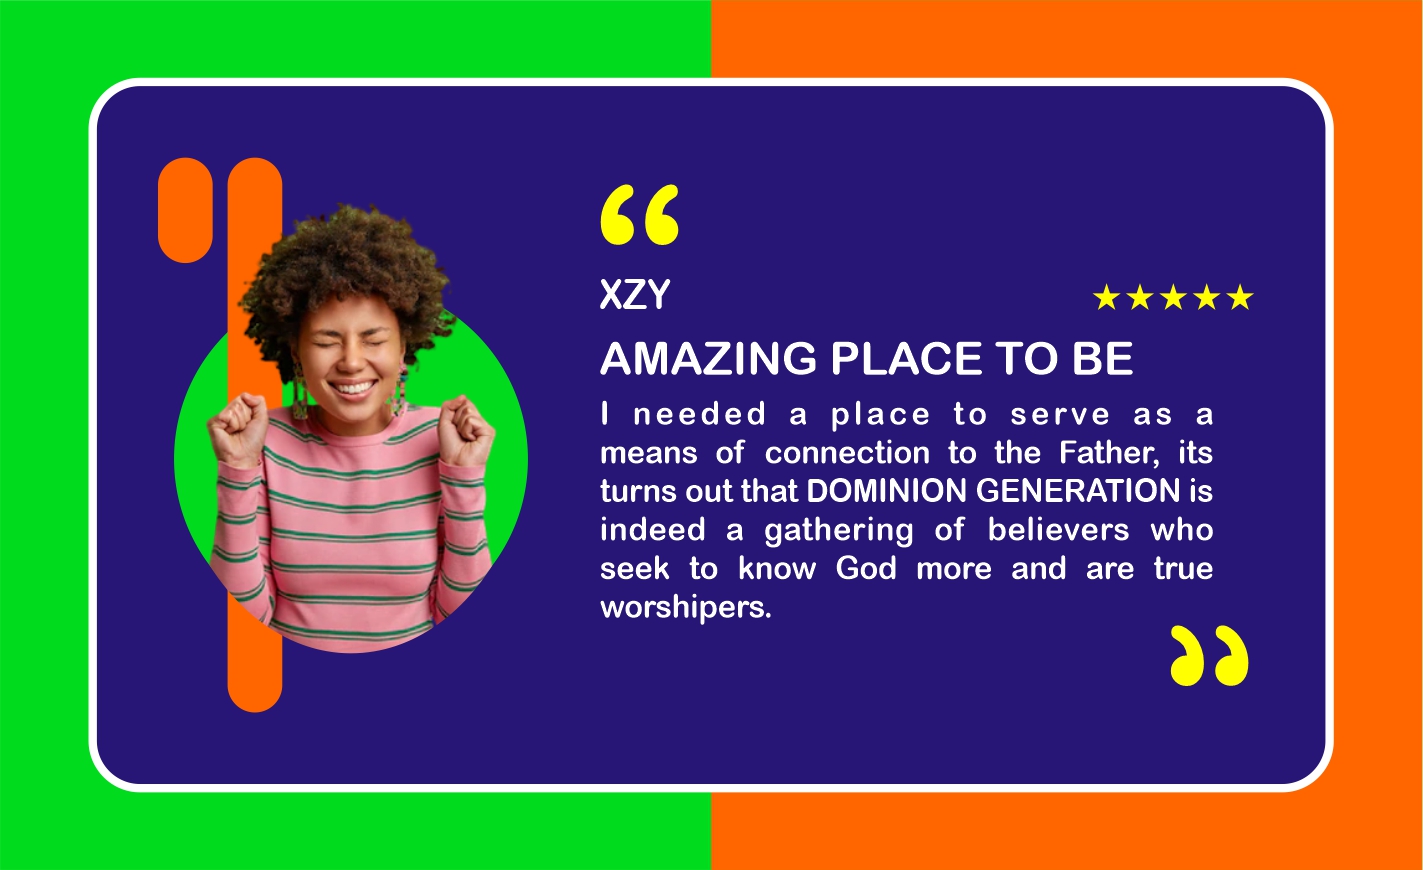 “
XZY ★★★★★
AMAZING PLACE TO BE
I needed a place to serve as a
means of connection to the Father, its
turns out that DOMINION GENERATION is
indeed a gathering of believers who
seek to know God more and are true
worshipers.
”